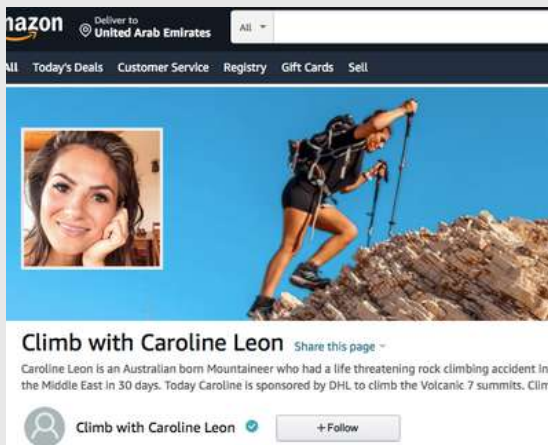 mazon
Deliver to
United Arab Emirates
All
All Today's Deals Customer Service Registry Gift Cards Sell
Climb with Caroline Leon Share this page
Caroline Leon is an Australian born Mountaineer who had a life threatening rock climbing accident in
the Middle East in 30 days. Today Caroline is sponsored by DHL to climb the Volcanic 7 summits. Clim
Climb with Caroline Leon
+Follow